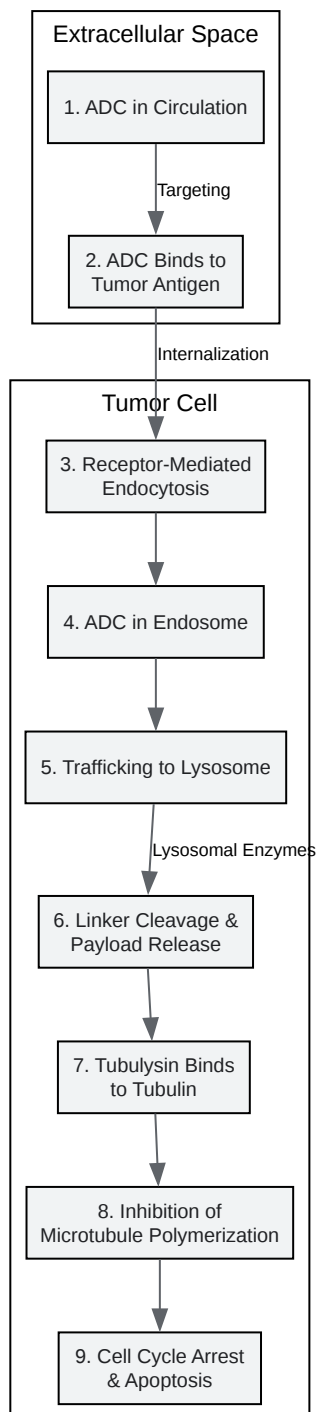 Extracellular Space
1. ADC in Circulation
Targeting
2. ADC Binds to
Tumor Antigen
Internalization
Tumor Cell
3. Receptor-Mediated
Endocytosis
4. ADC in Endosome
5. Trafficking to Lysosome
Lysosomal Enzymes
6. Linker Cleavage &
Payload Release
7. Tubulysin Binds
to Tubulin
8. Inhibition of
Microtubule Polymerization
9. Cell Cycle Arrest
& Apoptosis